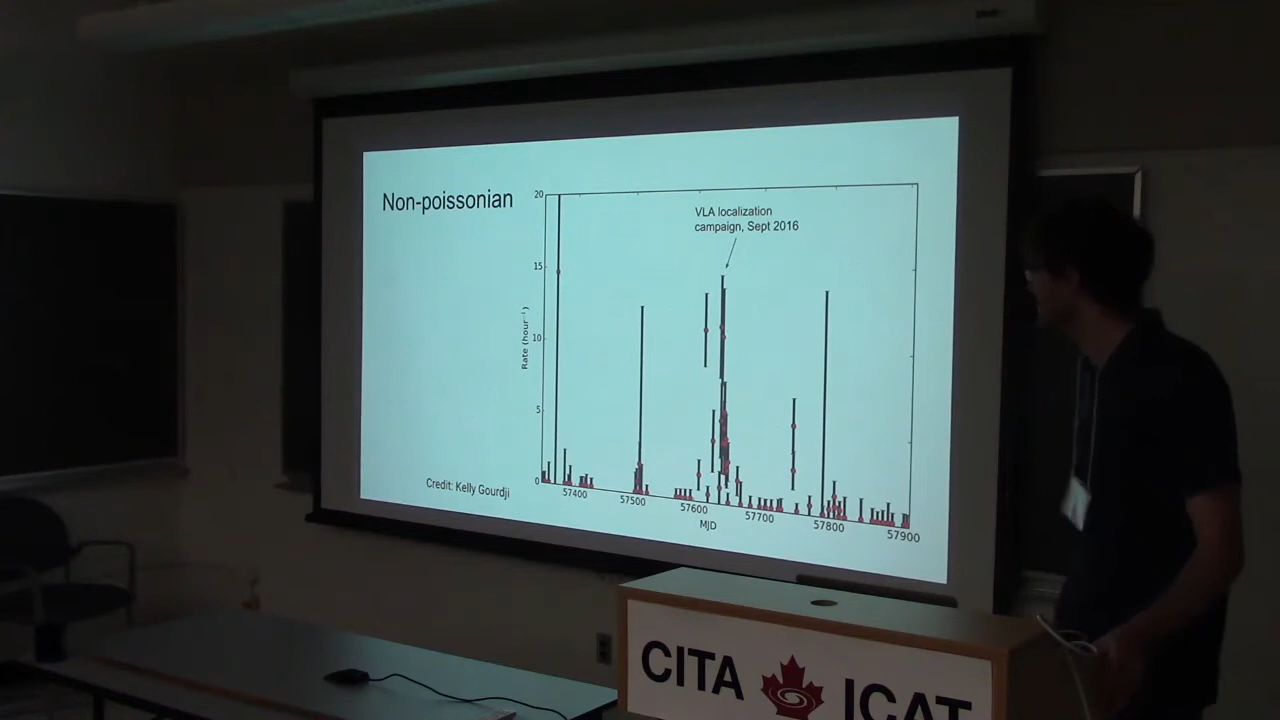 Non-poissonian
VLA localization
campaign, Sept 2016
20
15
10
5
0
Rate (hour⁻¹)
57400
57500
57600
57700
57800
57900
MJD
Credit: Kelly Gourdji
CITA ICAT